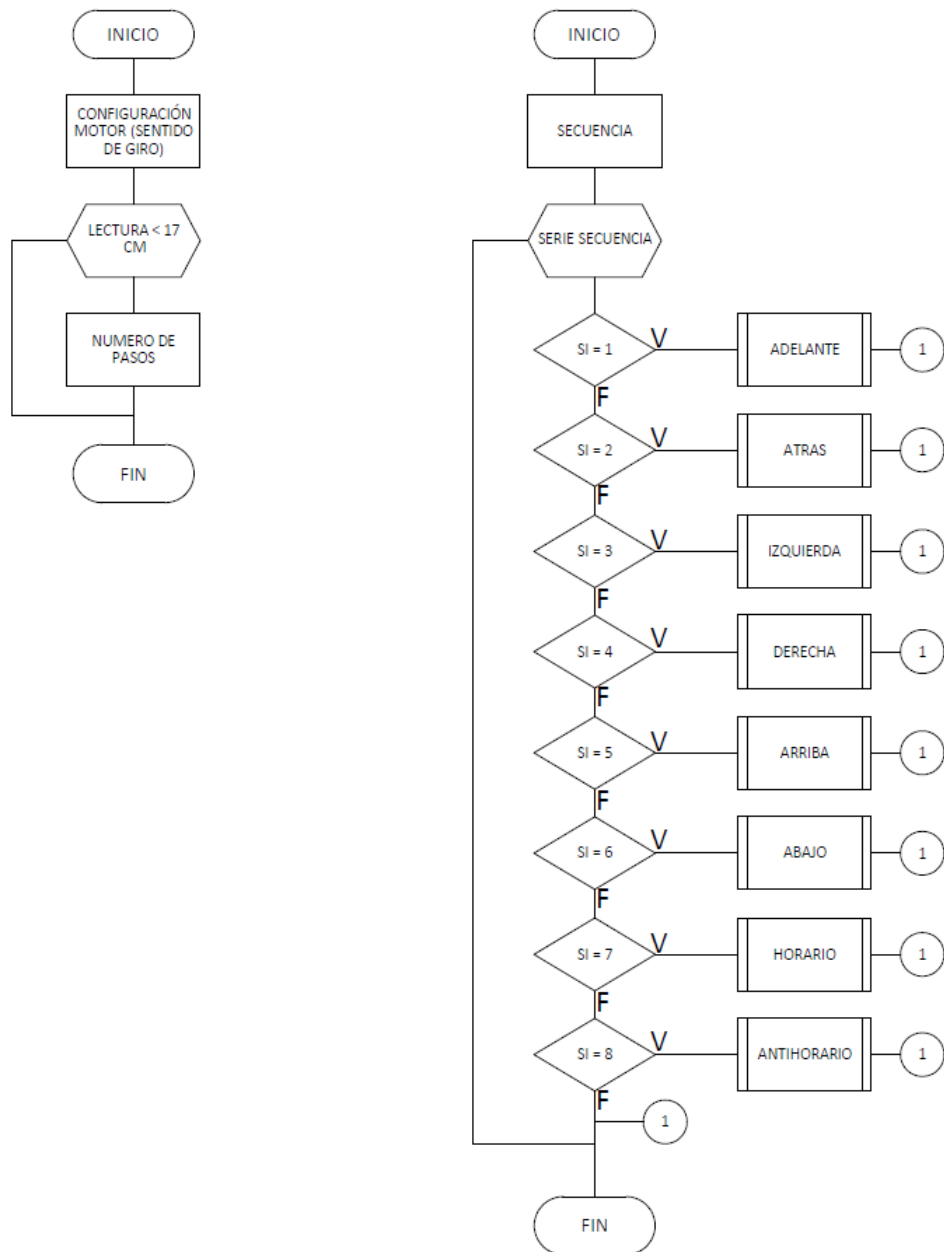 INICIO
CONFIGURACIÓN
MOTOR (SENTIDO
DE GIRO)
LECTURA < 17
CM
NUMERO DE
PASOS
FIN
INICIO
SECUENCIA
SERIE SECUENCIA
SI = 1
V
ADELANTE
1
F
SI = 2
V
ATRAS
1
F
SI = 3
V
IZQUIERDA
1
F
SI = 4
V
DERECHA
1
F
SI = 5
V
ARRIBA
1
F
SI = 6
V
ABAJO
1
F
SI = 7
V
HORARIO
1
F
SI = 8
V
ANTIHORARIO
1
F
1
FIN